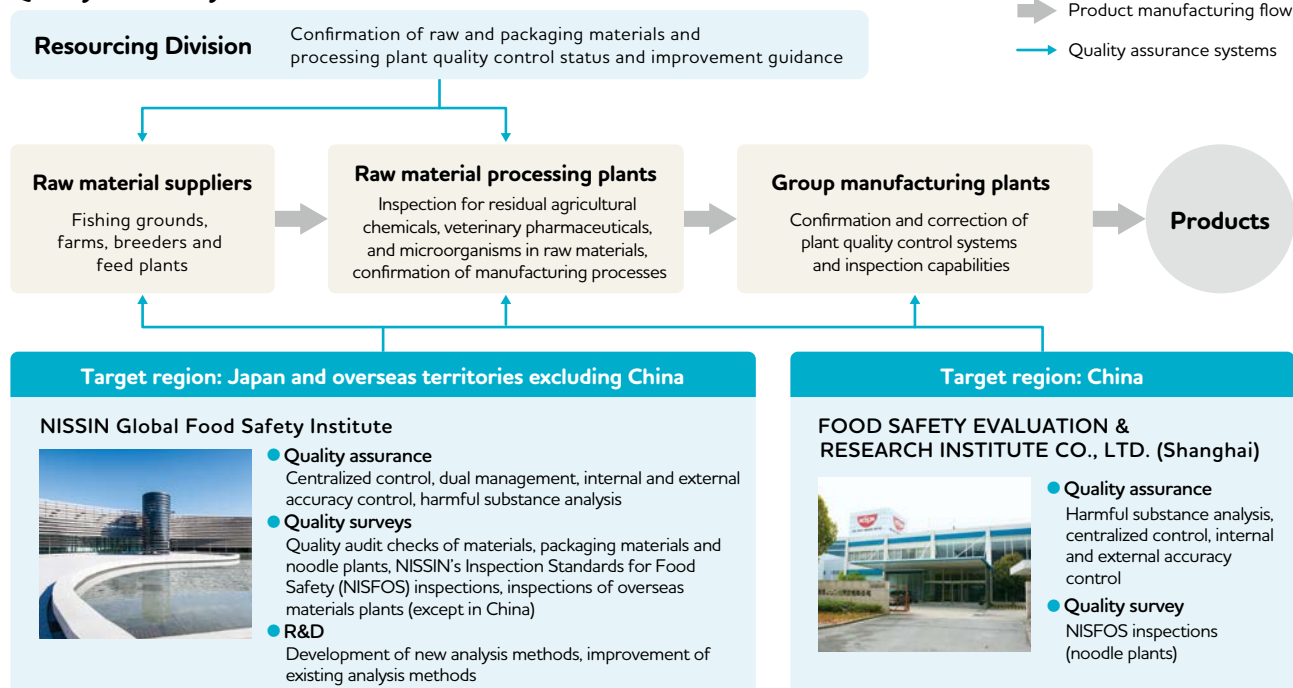 Product manufacturing flow
Quality assurance systems
Resourcing Division
Confirmation of raw and packaging materials and
processing plant quality control status and improvement guidance
Raw material suppliers
Fishing grounds,
farms, breeders and
feed plants
Raw material processing plants
Inspection for residual agricultural
chemicals, veterinary pharmaceuticals,
and microorganisms in raw materials,
confirmation of manufacturing processes
Group manufacturing plants
Confirmation and correction of
plant quality control systems
and inspection capabilities
Products
Target region: Japan and overseas territories excluding China
NISSIN Global Food Safety Institute
● Quality assurance
Centralized control, dual management, internal and external
accuracy control, harmful substance analysis
● Quality surveys
Quality audit checks of materials, packaging materials and
noodle plants, NISSIN's Inspection Standards for Food
Safety (NISFOS) inspections, inspections of overseas
materials plants (except in China)
● R&D
Development of new analysis methods, improvement of
existing analysis methods
Target region: China
FOOD SAFETY EVALUATION &
RESEARCH INSTITUTE CO., LTD. (Shanghai)
● Quality assurance
Harmful substance analysis,
centralized control, internal
and external accuracy
control
● Quality survey
NISFOS inspections
(noodle plants)